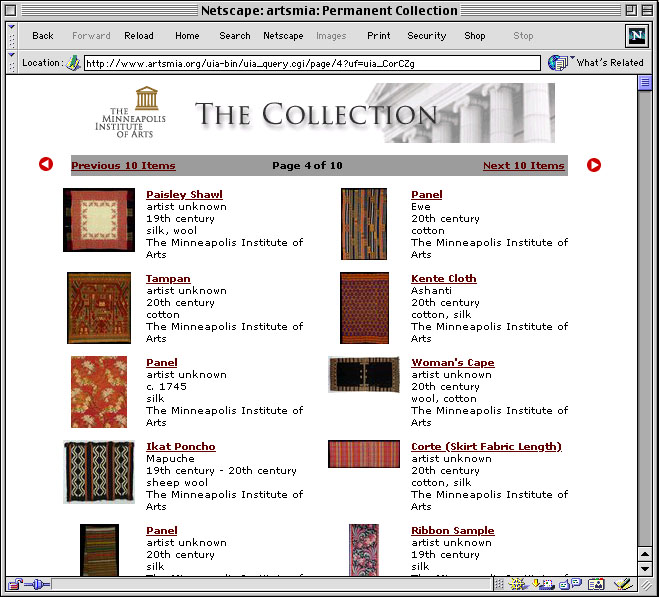 Netscape: artsmia: Permanent Collection
Back Forward Reload Home Search Netscape Images Print Security Shop Stop
N
Location: http://www.artsmia.org/uia-bin/uia_query.cgi/page/4?uf=uia_CorCZg What's Related
THE
MINNEAPOLIS
INSTITUTE
OF ARTS
THE COLLECTION
Previous 10 Items Page 4 of 10 Next 10 Items
Paisley Shawl
artist unknown
19th century
silk, wool
The Minneapolis Institute of
Arts
Panel
Ewe
20th century
cotton
The Minneapolis Institute of
Arts
Tampan
artist unknown
20th century
cotton
The Minneapolis Institute of
Arts
Kente Cloth
Ashanti
20th century
cotton, silk
The Minneapolis Institute of
Arts
Panel
artist unknown
c. 1745
silk
The Minneapolis Institute of
Arts
Woman's Cape
artist unknown
20th century
wool, cotton
The Minneapolis Institute of
Arts
Ikat Poncho
Mapuche
19th century - 20th century
sheep wool
The Minneapolis Institute of
Arts
Corte (Skirt Fabric Length)
artist unknown
20th century
cotton, silk
The Minneapolis Institute of
Arts
Panel
artist unknown
20th century
silk
Ribbon Sample
artist unknown
19th century
silk